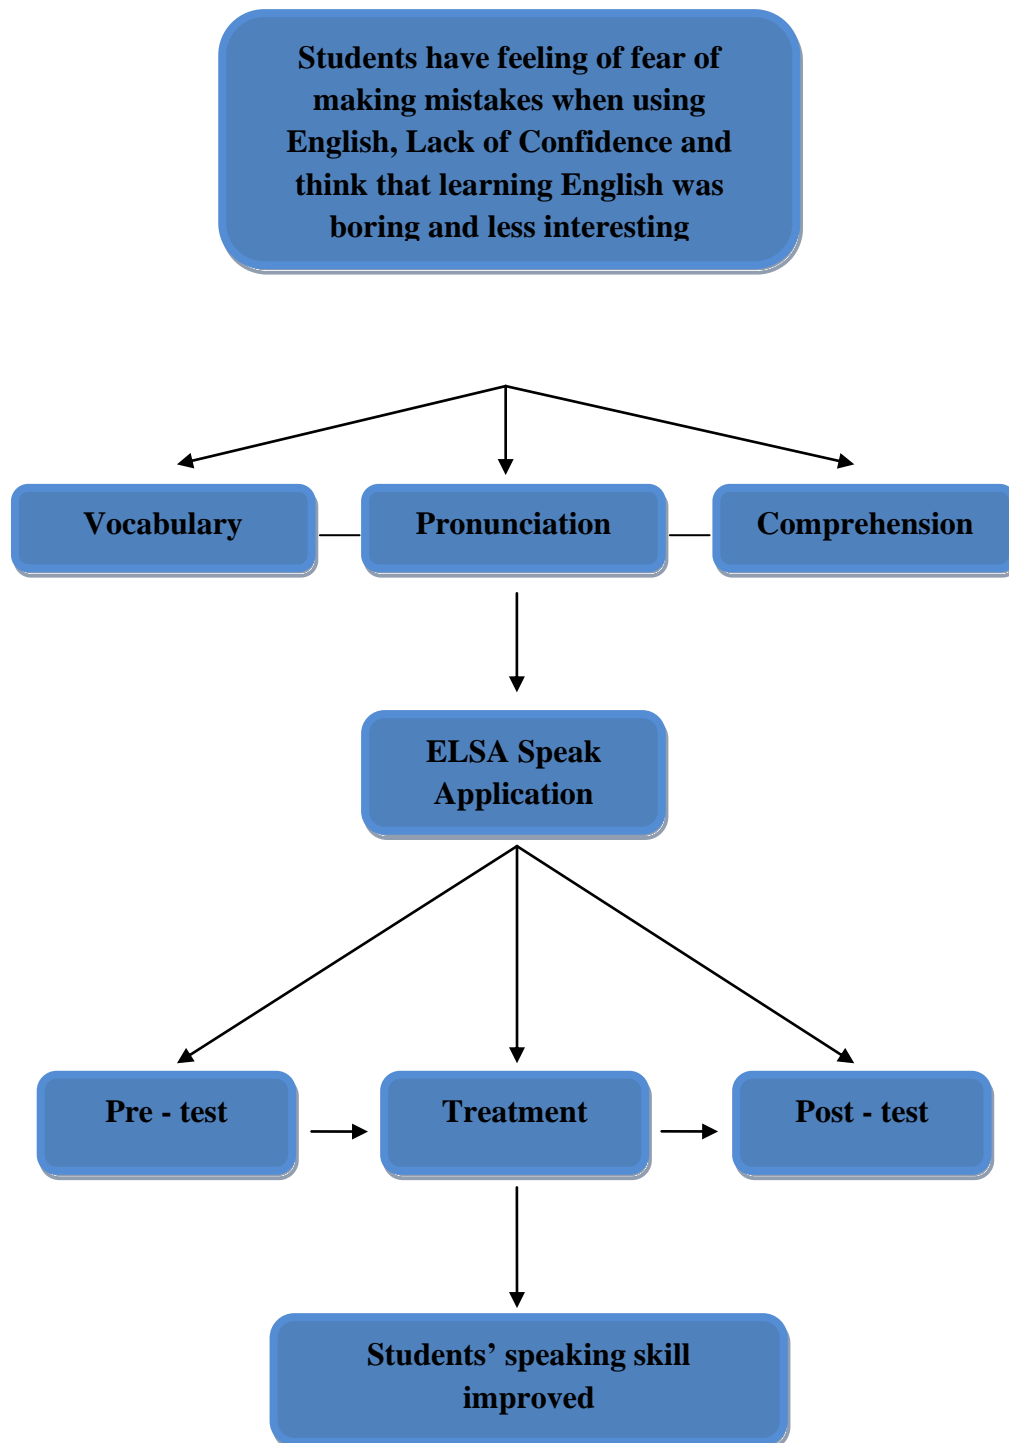 Students have feeling of fear of
making mistakes when using
English, Lack of Confidence and
think that learning English was
boring and less interesting
Vocabulary
Pronunciation
Comprehension
ELSA Speak
Application
Pre - test
Treatment
Post - test
Students’ speaking skill
improved